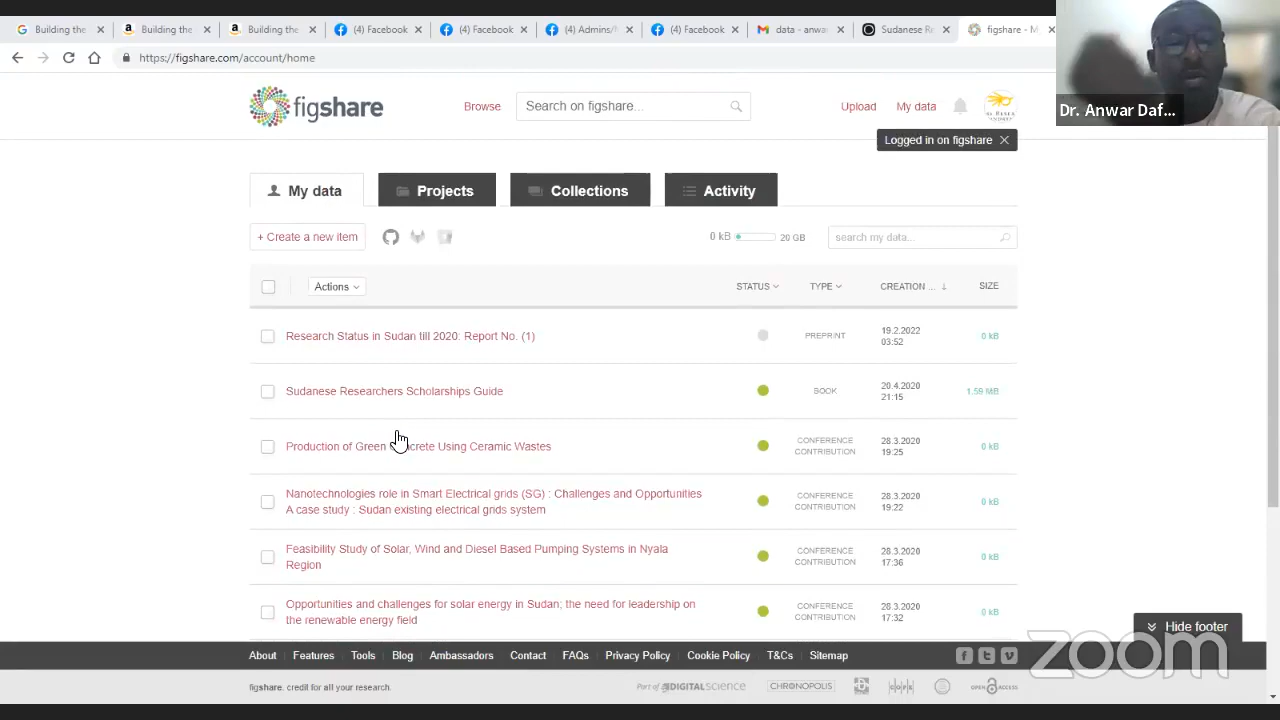 Building the
Building the
Building the
(4) Facebook
(4) Facebook
(4) Admins/
(4) Facebook
data - anwa
Sudanese Re
figshare - M
https://figshare.com/account/home
Dr. Anwar Daf...
figshare
Browse
Search on figshare...
Upload
My data
Logged in on figshare
My data
Projects
Collections
Activity
+ Create a new item
0 kB
20 GB
search my data...
Actions
STATUS
TYPE
CREATION ...
SIZE
Research Status in Sudan till 2020: Report No. (1)
PREPRINT
19.2.2022
03:52
0 kB
Sudanese Researchers Scholarships Guide
BOOK
20.4.2020
21:15
1.59 MB
Production of Green Concrete Using Ceramic Wastes
CONFERENCE
CONTRIBUTION
28.3.2020
19:25
0 kB
Nanotechnologies role in Smart Electrical grids (SG) : Challenges and Opportunities
A case study : Sudan existing electrical grids system
CONFERENCE
CONTRIBUTION
28.3.2020
19:22
0 kB
Feasibility Study of Solar, Wind and Diesel Based Pumping Systems in Nyala
Region
CONFERENCE
CONTRIBUTION
28.3.2020
17:36
0 kB
Opportunities and challenges for solar energy in Sudan; the need for leadership on
the renewable energy field
CONFERENCE
CONTRIBUTION
28.3.2020
17:32
0 kB
Hide footer
About
Features
Tools
Blog
Ambassadors
Contact
FAQs
Privacy Policy
Cookie Policy
T&Cs
Sitemap
zoom
figshare. credit for all your research.
Part of DIGITALSCIENCE
CHRONOPOLIS
C|O|P|E
OPEN ACCESS